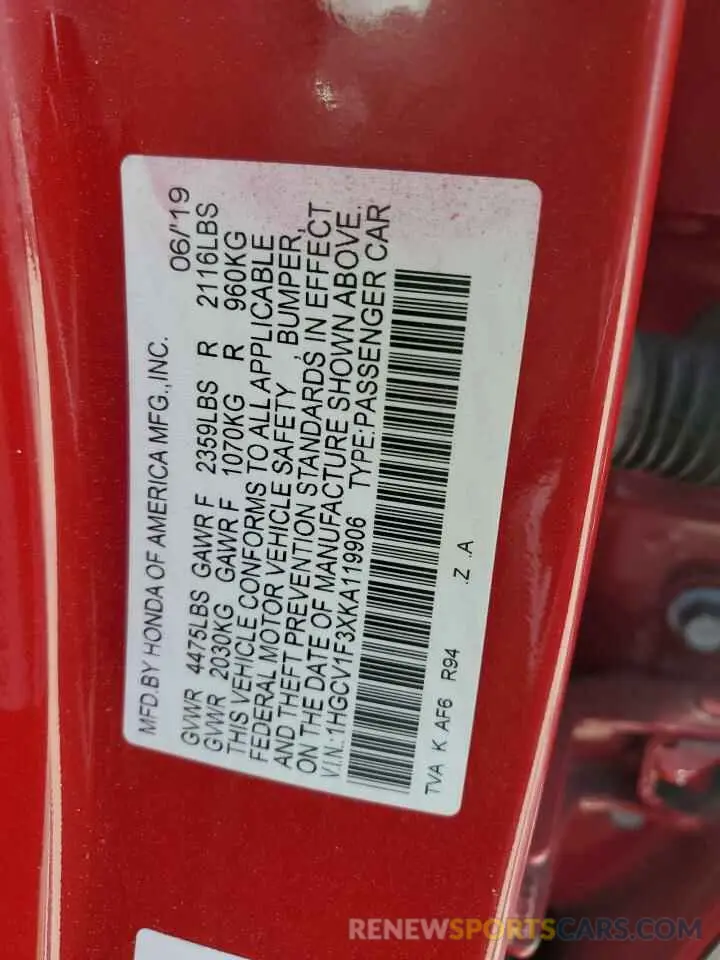 MFD.BY HONDA OF AMERICA MFG.,INC. 06/'19
GVWR 4475LBS GAWR F 2359LBS R 2116LBS
GVWR 2030KG GAWR F 1070KG R 960KG
THIS VEHICLE CONFORMS TO ALL APPLICABLE
FEDERAL MOTOR VEHICLE SAFETY , BUMPER,
AND THEFT PREVENTION STANDARDS IN EFFECT
ON THE DATE OF MANUFACTURE SHOWN ABOVE.
V.I.N.:1HGCV1F3XKA119906 TYPE:PASSENGER CAR
TVA K AF6 R94 .Z .A
RENEWSPORTSCARS.COM